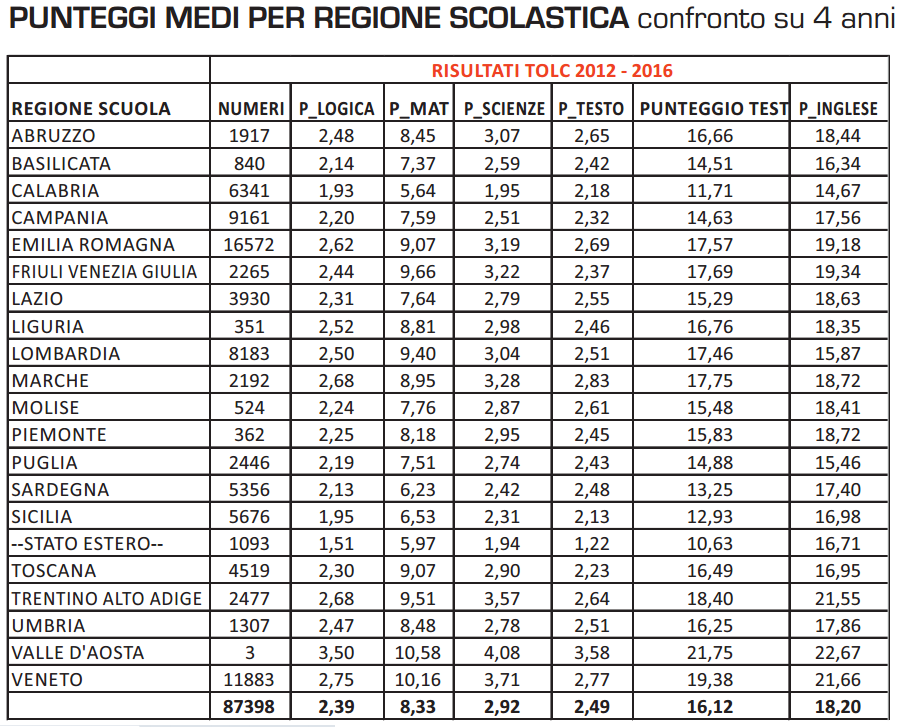 PUNTEGGI MEDI PER REGIONE SCOLASTICA confronto su 4 anni
RISULTATI TOLC 2012 - 2016
REGIONE SCUOLA NUMERI P_LOGICA P_MAT P_SCIENZE P_TESTO PUNTEGGIO TEST P_INGLESE
ABRUZZO 1917 2,48 8,45 3,07 2,65 16,66 18,44
BASILICATA 840 2,14 7,37 2,59 2,42 14,51 16,34
CALABRIA 6341 1,93 5,64 1,95 2,18 11,71 14,67
CAMPANIA 9161 2,20 7,59 2,51 2,32 14,63 17,56
EMILIA ROMAGNA 16572 2,62 9,07 3,19 2,69 17,57 19,18
FRIULI VENEZIA GIULIA 2265 2,44 9,66 3,22 2,37 17,69 19,34
LAZIO 3930 2,31 7,64 2,79 2,55 15,29 18,63
LIGURIA 351 2,52 8,81 2,98 2,46 16,76 18,35
LOMBARDIA 8183 2,50 9,40 3,04 2,51 17,46 15,87
MARCHE 2192 2,68 8,95 3,28 2,83 17,75 18,72
MOLISE 524 2,24 7,76 2,87 2,61 15,48 18,41
PIEMONTE 362 2,25 8,18 2,95 2,45 15,83 18,72
PUGLIA 2446 2,19 7,51 2,74 2,43 14,88 15,46
SARDEGNA 5356 2,13 6,23 2,42 2,48 13,25 17,40
SICILIA 5676 1,95 6,53 2,31 2,13 12,93 16,98
--STATO ESTERO-- 1093 1,51 5,97 1,94 1,22 10,63 16,71
TOSCANA 4519 2,30 9,07 2,90 2,23 16,49 16,95
TRENTINO ALTO ADIGE 2477 2,68 9,51 3,57 2,64 18,40 21,55
UMBRIA 1307 2,47 8,48 2,78 2,51 16,25 17,86
VALLE D'AOSTA 3 3,50 10,58 4,08 3,58 21,75 22,67
VENETO 11883 2,75 10,16 3,71 2,77 19,38 21,66
87398 2,39 8,33 2,92 2,49 16,12 18,20